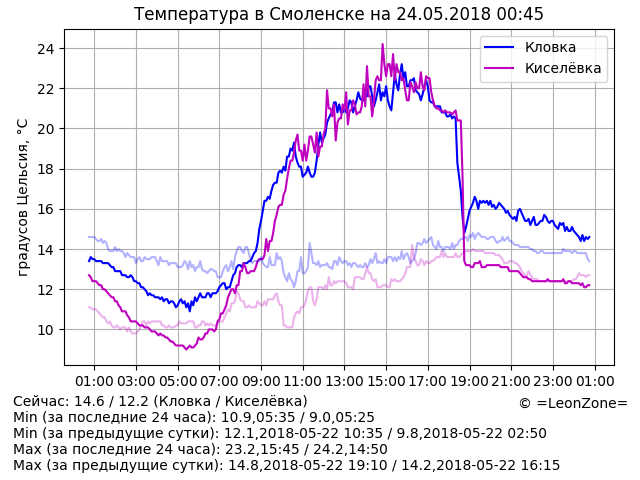 Температура в Смоленске на 24.05.2018 00:45
градусов Цельсия, °C
24
22
20
18
16
14
12
10
Кловка
Киселёвка
01:00 03:00 05:00 07:00 09:00 11:00 13:00 15:00 17:00 19:00 21:00 23:00 01:00
Сейчас: 14.6 / 12.2 (Кловка / Киселёвка)
© =LeonZone=
Min (за последние 24 часа): 10.9,05:35 / 9.0,05:25
Min (за предыдущие сутки): 12.1,2018-05-22 10:35 / 9.8,2018-05-22 02:50
Max (за последние 24 часа): 23.2,15:45 / 24.2,14:50
Max (за предыдущие сутки): 14.8,2018-05-22 19:10 / 14.2,2018-05-22 16:15